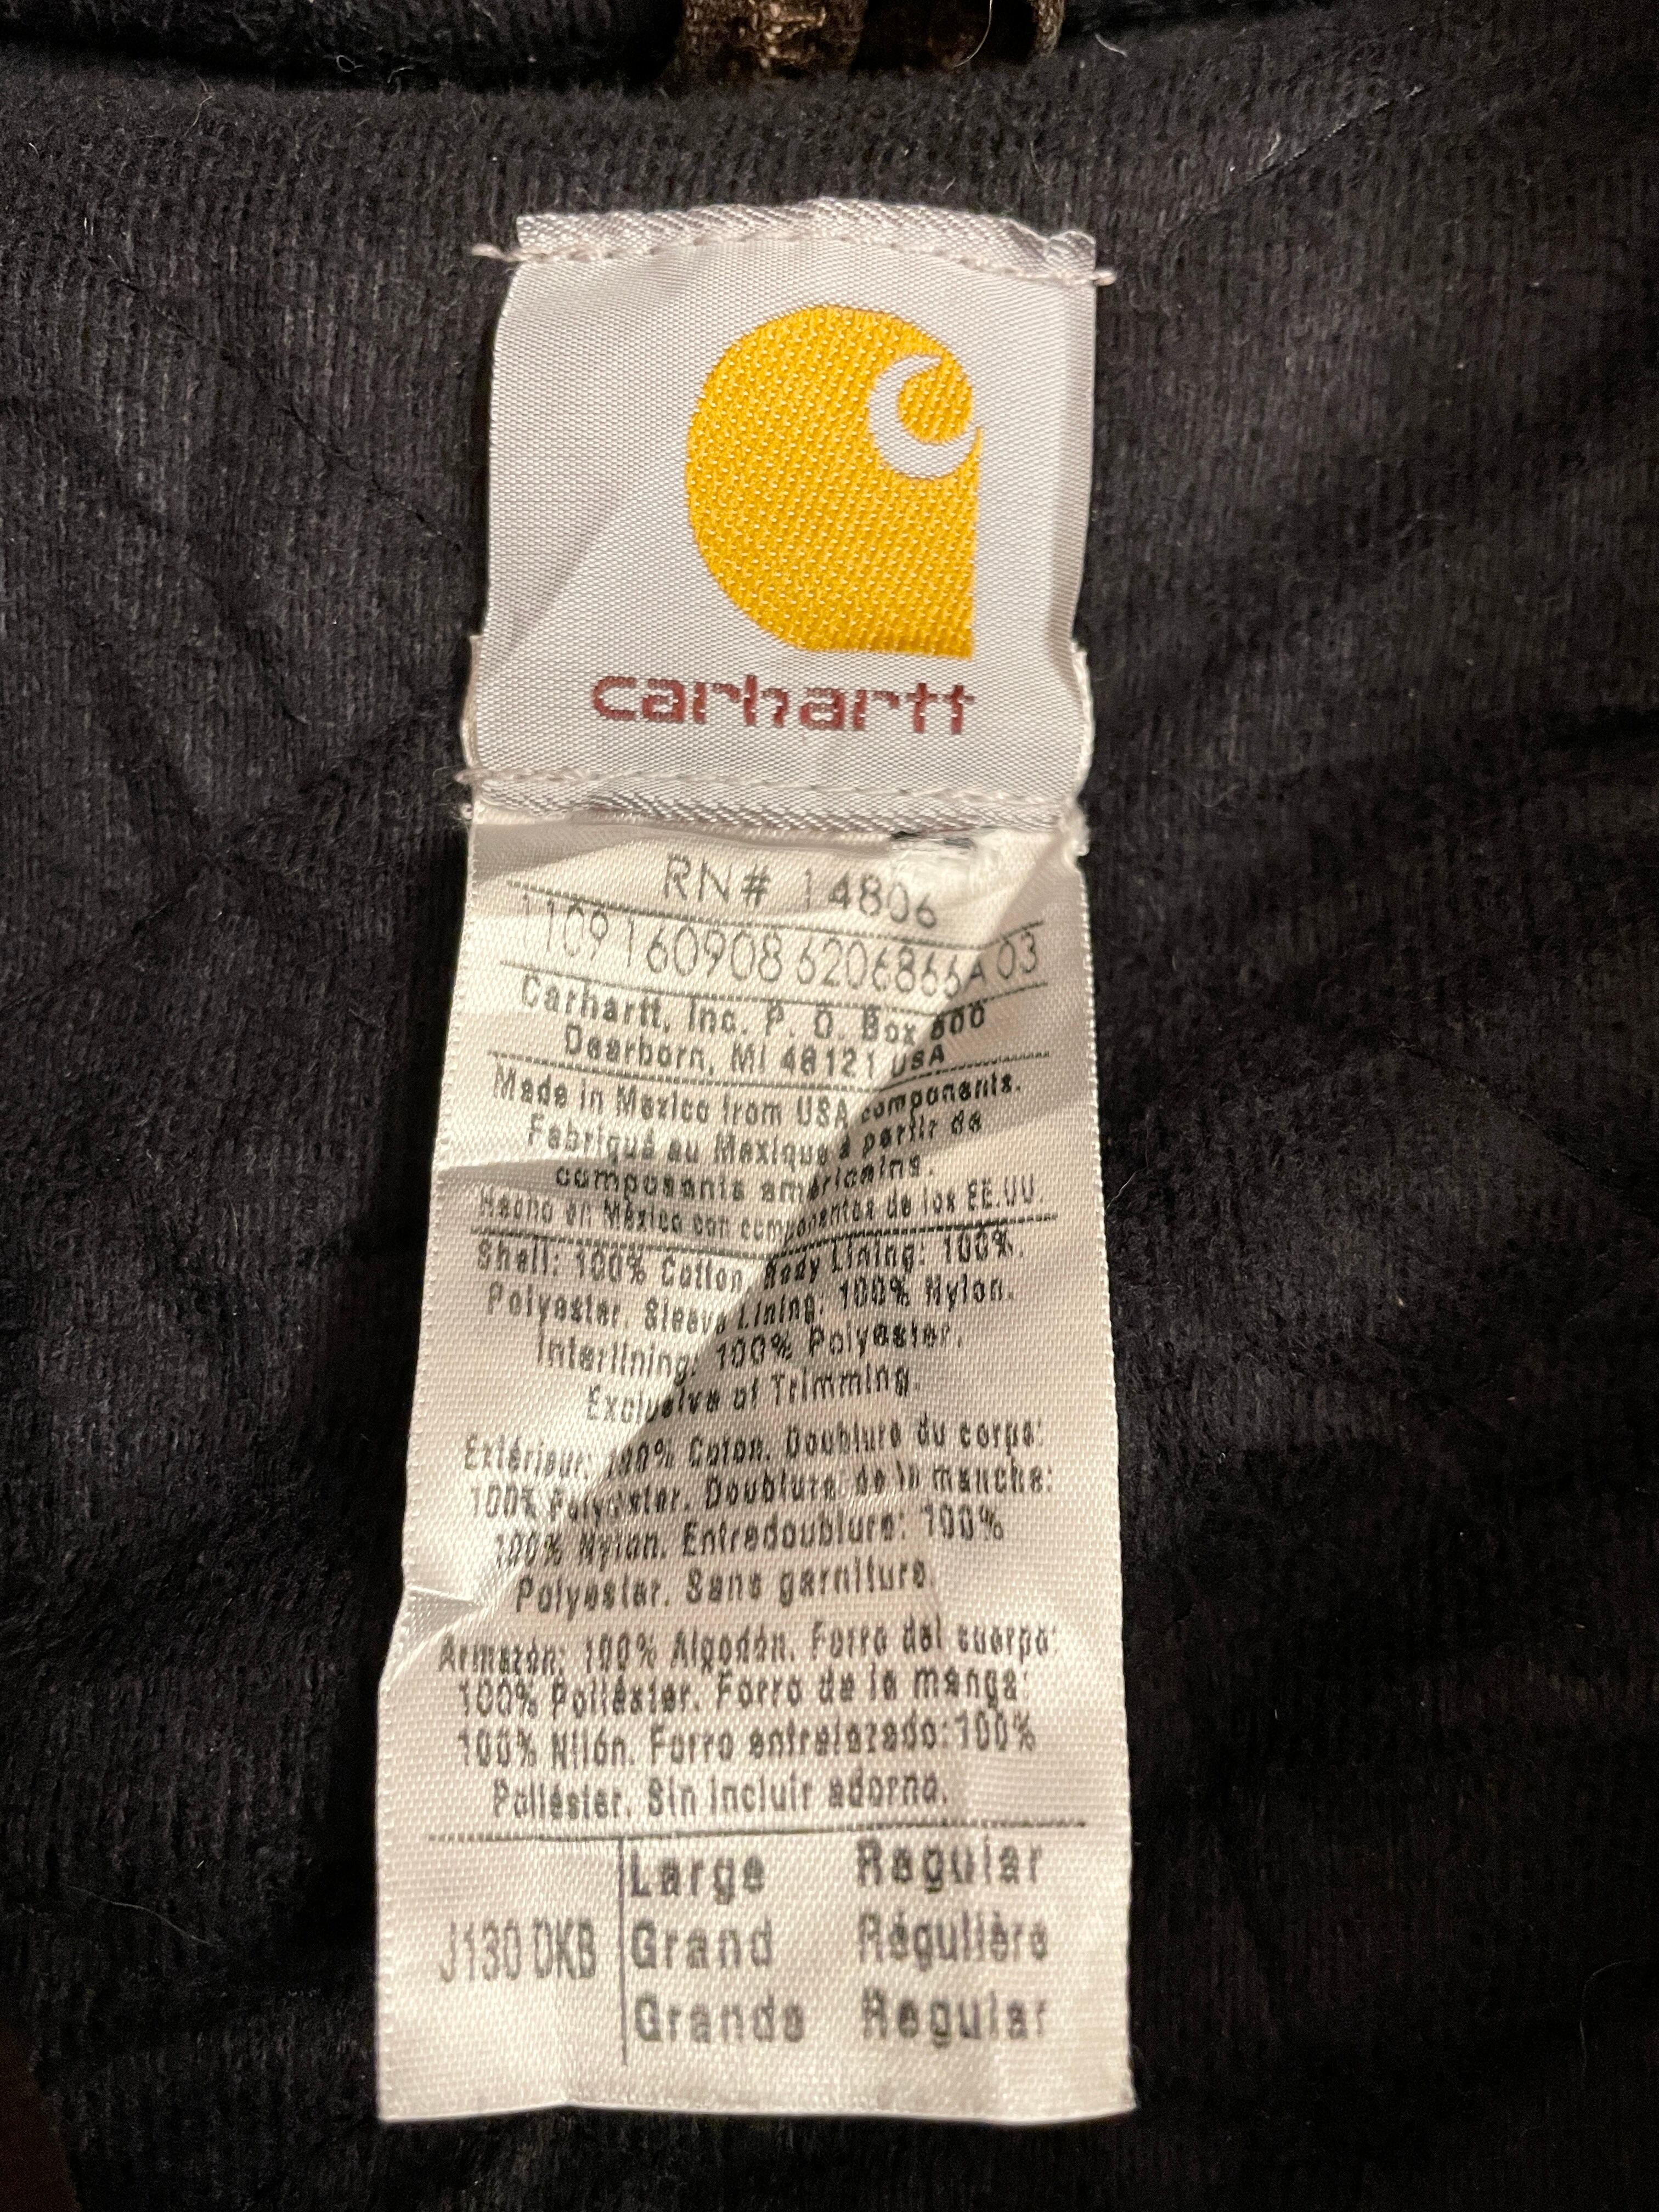 carhartt
RN# 14806
1109 160908 6206866A 03
Carhartt, Inc. P. O. Box 600
Dearborn, MI 48121 USA
Made in Mexico from USA components.
Fabriqué au Mexique à partir de
composants américains.
Hecho en México con componentes de los EE.UU.
Shell: 100% Cotton. Body Lining: 100%
Polyester. Sleeve Lining: 100% Nylon.
Interlining: 100% Polyester.
Exclusive of Trimming.
Extérieur: 100% Coton. Doublure du corps:
100% Polyester. Doublure de la manche:
100% Nylon. Entredoublure: 100%
Polyester. Sans garniture.
Armazón: 100% Algodón. Forro del cuerpo:
100% Poliéster. Forro de la manga:
100% Nilón. Forro entrelazado: 100%
Poliéster. Sin incluir adorno.
Large Regular
J130 DKB Grand Régulière
Grande Regular